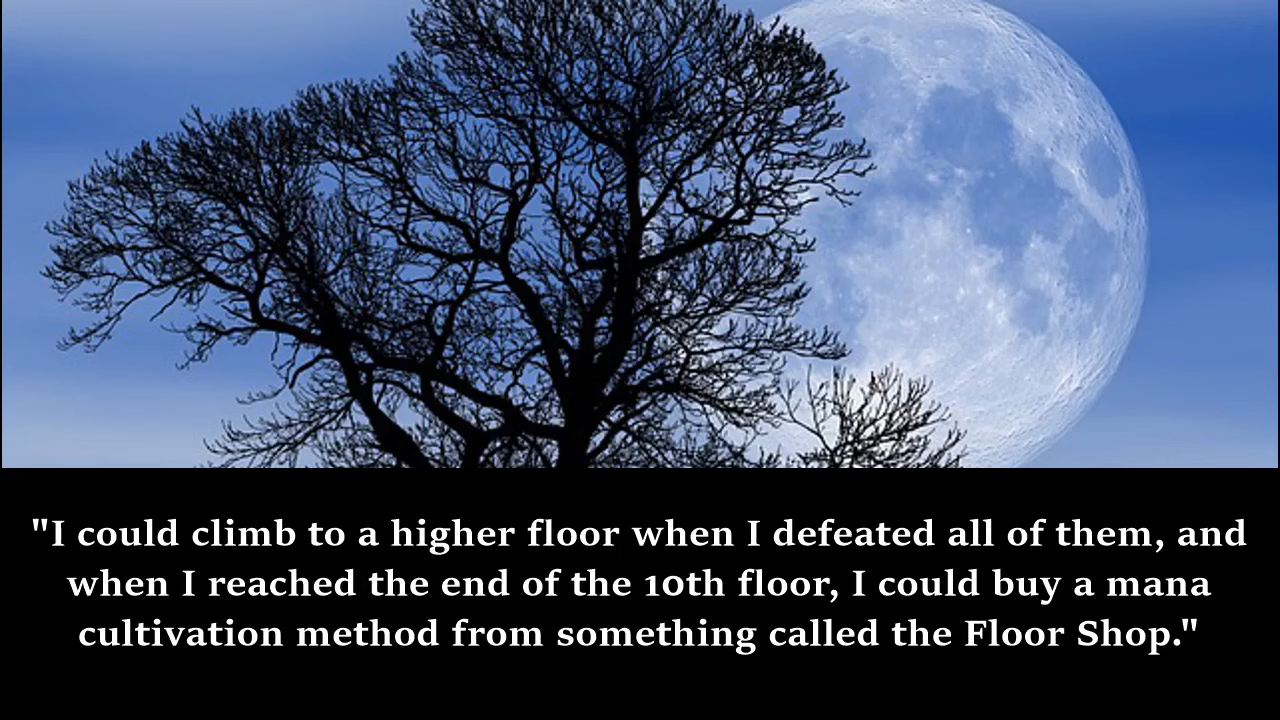 "I could climb to a higher floor when I defeated all of them, and
when I reached the end of the 10th floor, I could buy a mana
cultivation method from something called the Floor Shop."